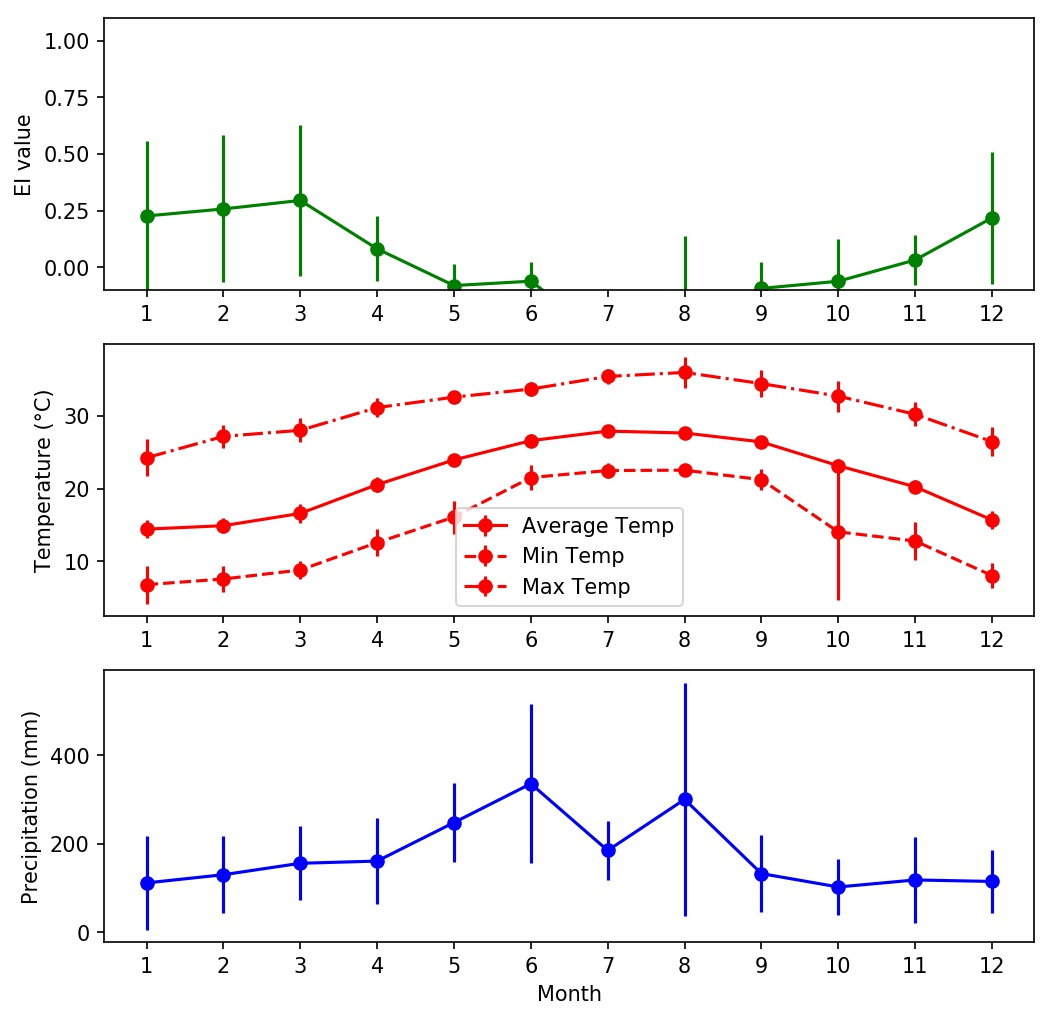 1.00
0.75
0.50
0.25
0.00
EI value
1 2 3 4 5 6 7 8 9 10 11 12
30
20
10
Temperature (°C)
Average Temp
Min Temp
Max Temp
1 2 3 4 5 6 7 8 9 10 11 12
400
200
0
Precipitation (mm)
1 2 3 4 5 6 7 8 9 10 11 12
Month